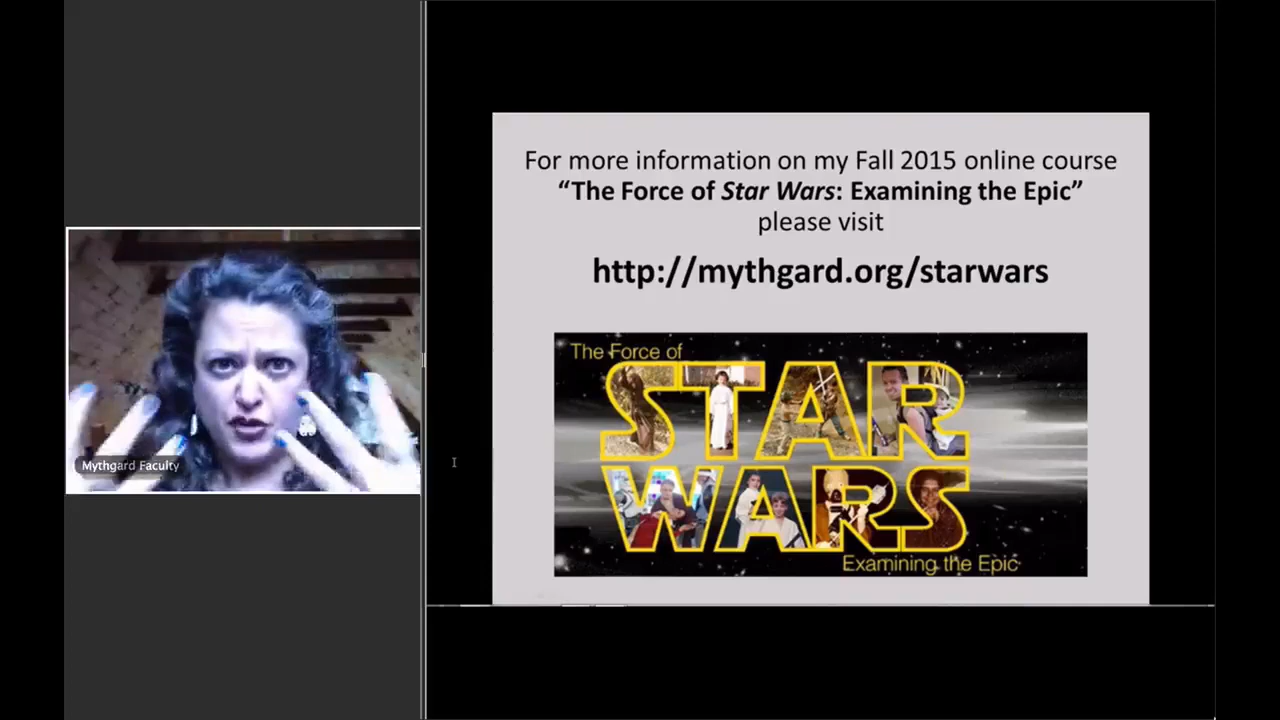 For more information on my Fall 2015 online course
“The Force of Star Wars: Examining the Epic”
please visit
http://mythgard.org/starwars
The Force of
STAR
WARS
Examining the Epic
Mythgard Faculty